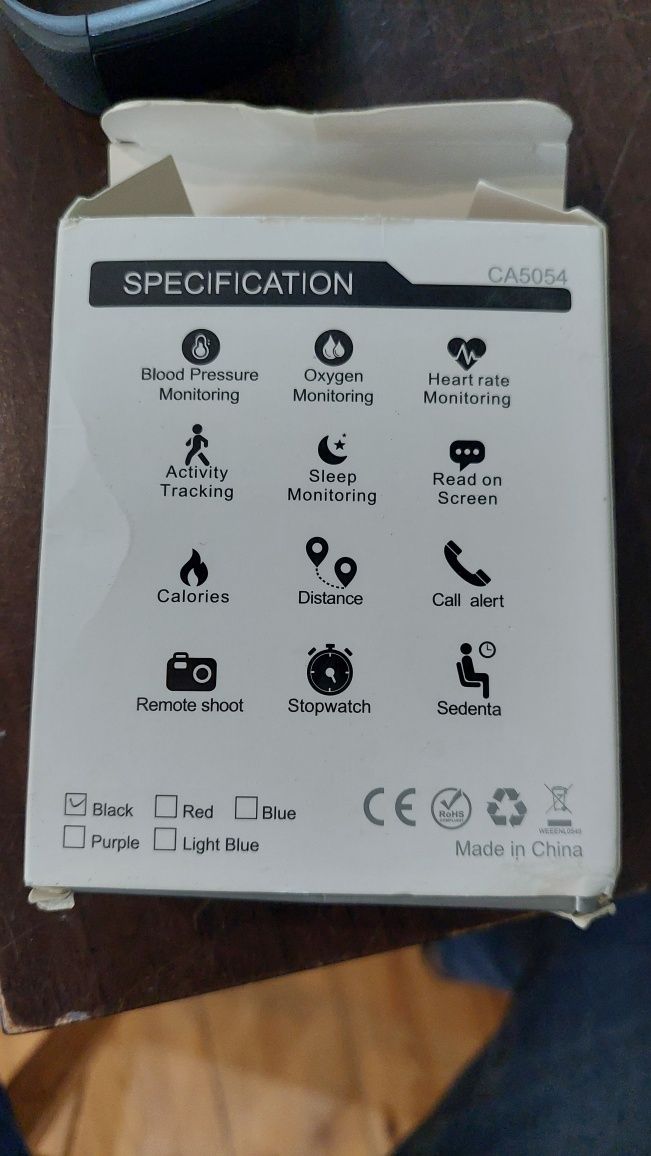 SPECIFICATION
CA5054
Blood Pressure
Monitoring
Oxygen
Monitoring
Heart rate
Monitoring
Activity
Tracking
Sleep
Monitoring
Read on
Screen
Calories
Distance
Call alert
Remote shoot
Stopwatch
Sedenta
Black
Red
Blue
Purple
Light Blue
CE
RoHS
COMPLIANT
Made in China